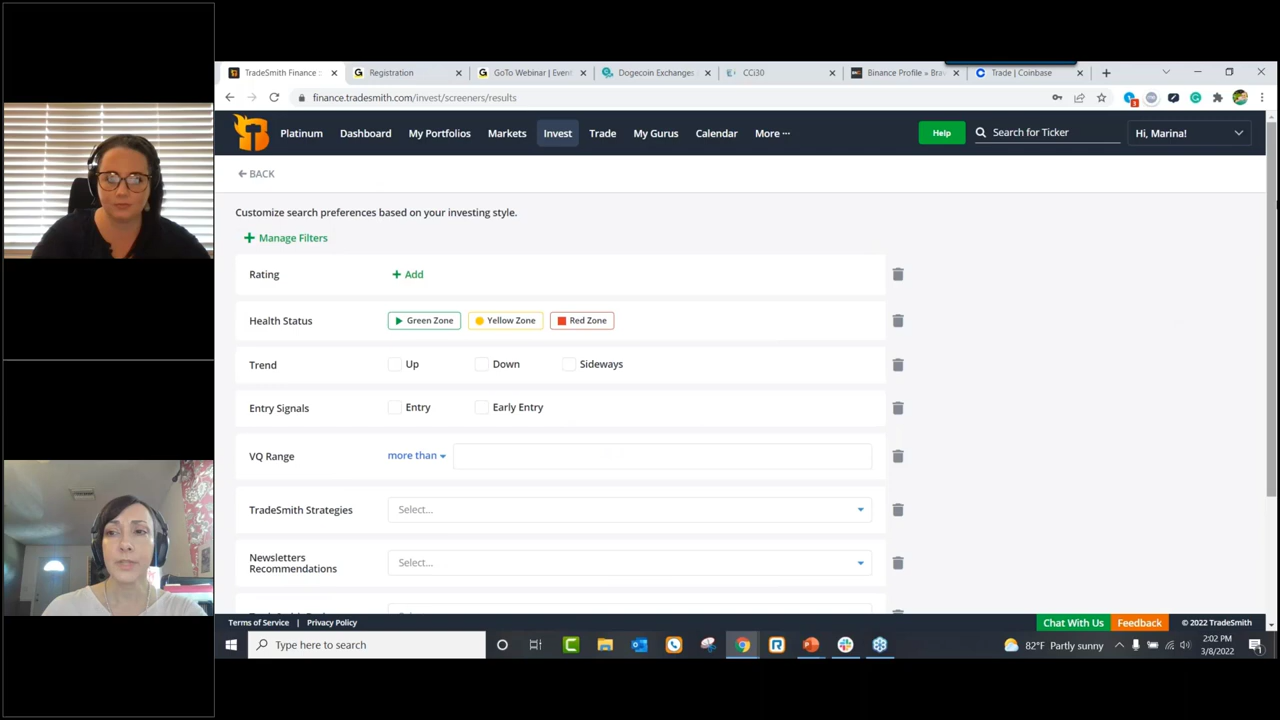 TradeSmith Finance ::
Registration
GoTo Webinar | Event
Dogecoin Exchanges
CCi30
Binance Profile » Brav
Trade | Coinbase
finance.tradesmith.com/invest/screeners/results
Platinum
Dashboard
My Portfolios
Markets
Invest
Trade
My Gurus
Calendar
More ···
Help
Search for Ticker
Hi, Marina!
BACK
Customize search preferences based on your investing style.
+ Manage Filters
Rating
+ Add
Health Status
Green Zone
Yellow Zone
Red Zone
Trend
Up
Down
Sideways
Entry Signals
Entry
Early Entry
VQ Range
more than
TradeSmith Strategies
Select...
Newsletters
Recommendations
Select...
Terms of Service | Privacy Policy
Chat With Us
Feedback
© 2022 TradeSmith
Type here to search
82°F Partly sunny
2:02 PM
3/8/2022